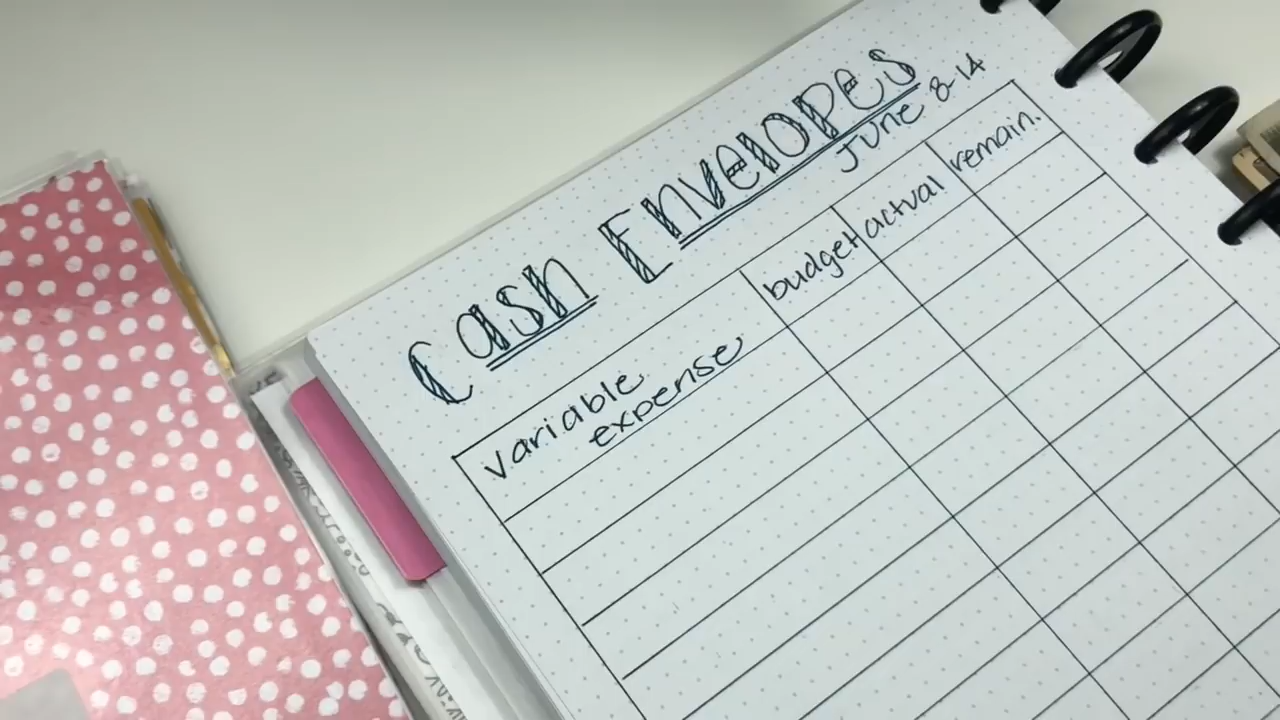 Cash Envelopes
June 8-14
variable expense
budget
actual
remain.